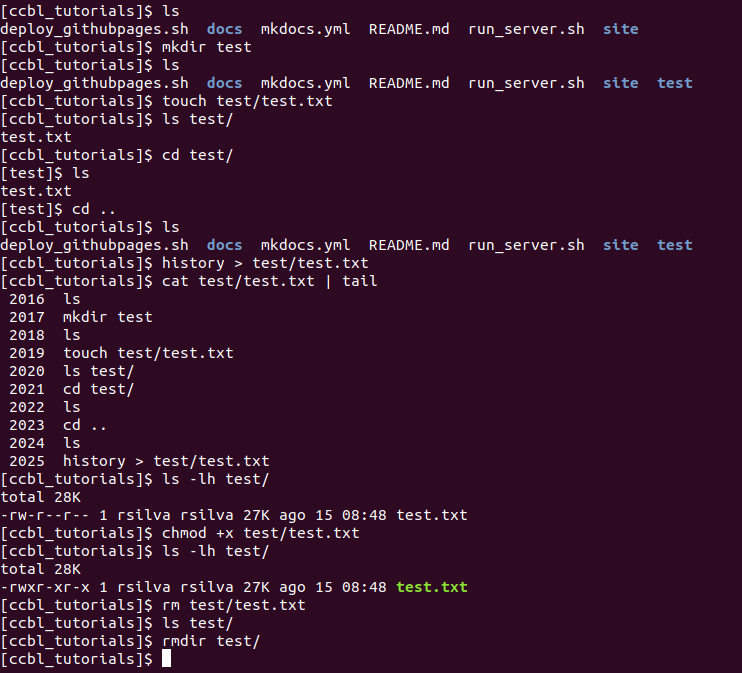 [ccbl_tutorials]$ ls
deploy_githubpages.sh  docs  mkdocs.yml  README.md  run_server.sh  site
[ccbl_tutorials]$ mkdir test
[ccbl_tutorials]$ ls
deploy_githubpages.sh  docs  mkdocs.yml  README.md  run_server.sh  site  test
[ccbl_tutorials]$ touch test/test.txt
[ccbl_tutorials]$ ls test/
test.txt
[ccbl_tutorials]$ cd test/
[test]$ ls
test.txt
[test]$ cd ..
[ccbl_tutorials]$ ls
deploy_githubpages.sh  docs  mkdocs.yml  README.md  run_server.sh  site  test
[ccbl_tutorials]$ history > test/test.txt
[ccbl_tutorials]$ cat test/test.txt | tail
 2016  ls
 2017  mkdir test
 2018  ls
 2019  touch test/test.txt
 2020  ls test/
 2021  cd test/
 2022  ls
 2023  cd ..
 2024  ls
 2025  history > test/test.txt
[ccbl_tutorials]$ ls -lh test/
total 28K
-rw-r--r-- 1 rsilva rsilva 27K ago 15 08:48 test.txt
[ccbl_tutorials]$ chmod +x test/test.txt
[ccbl_tutorials]$ ls -lh test/
total 28K
-rwxr-xr-x 1 rsilva rsilva 27K ago 15 08:48 test.txt
[ccbl_tutorials]$ rm test/test.txt
[ccbl_tutorials]$ ls test/
[ccbl_tutorials]$ rmdir test/
[ccbl_tutorials]$